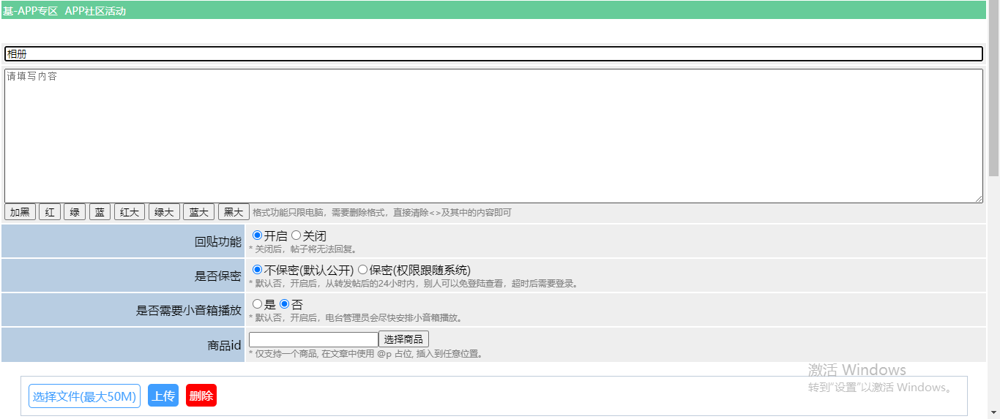 基-APP专区 APP社区活动
相册
请填写内容
加黑 红 绿 蓝 红大 绿大 蓝大 黑大 格式功能只限电脑，需要删除格式，直接清除<>及其中的内容即可
回贴功能 开启 关闭
* 关闭后，帖子将无法回复。
是否保密 不保密(默认公开) 保密(权限跟随系统)
* 默认否，开启后，从转发帖后的24小时内，别人可以免登陆查看，超时后需要登录。
是否需要小音箱播放 是 否
* 默认否，开启后，电台管理员会尽快安排小音箱播放。
商品id 选择商品
* 仅支持一个商品, 在文章中使用 @p 占位, 插入到任意位置。
激活 Windows
转到"设置"以激活 Windows。
选择文件(最大50M) 上传 删除